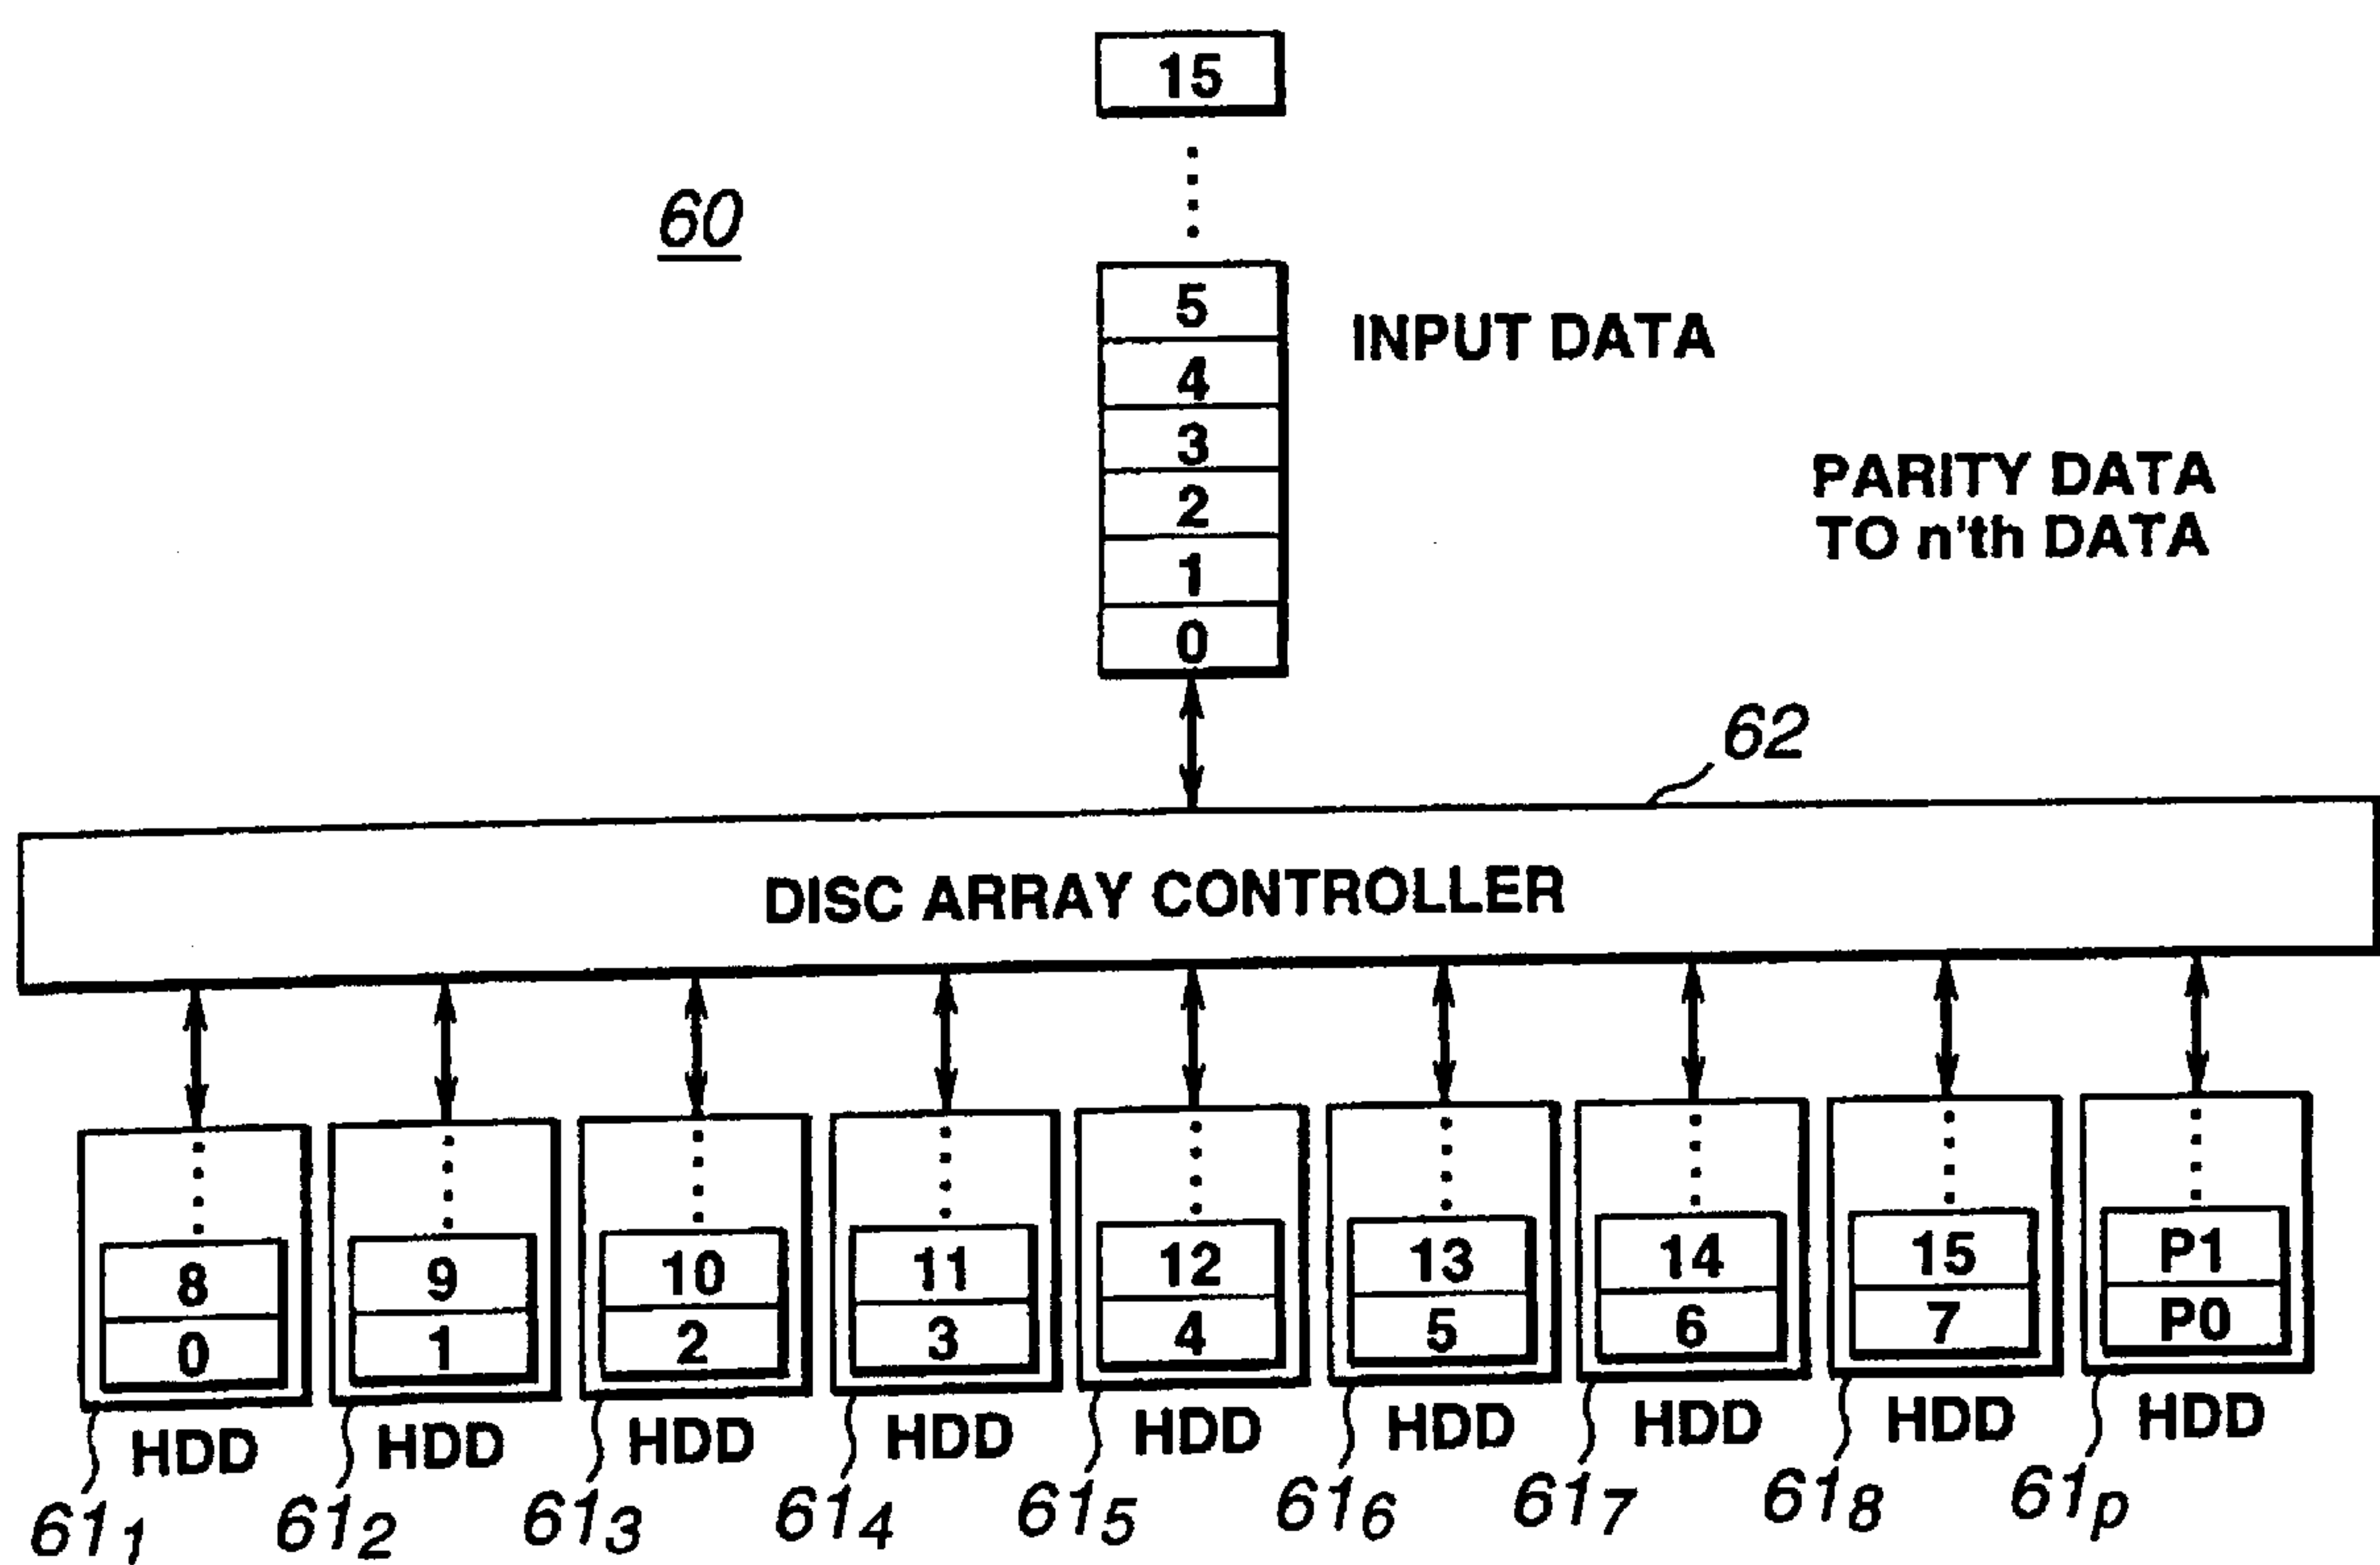 15
60
5
4
3
2
1
0
INPUT DATA
PARITY DATA
TO n'th DATA
62
DISC ARRAY CONTROLLER
8 9 10 11 12 13 14 15 P1
0 1 2 3 4 5 6 7 P0
HDD HDD HDD HDD HDD HDD HDD HDD HDD
61₁ 61₂ 61₃ 61₄ 61₅ 61₆ 61₇ 61₈ 61ₚ